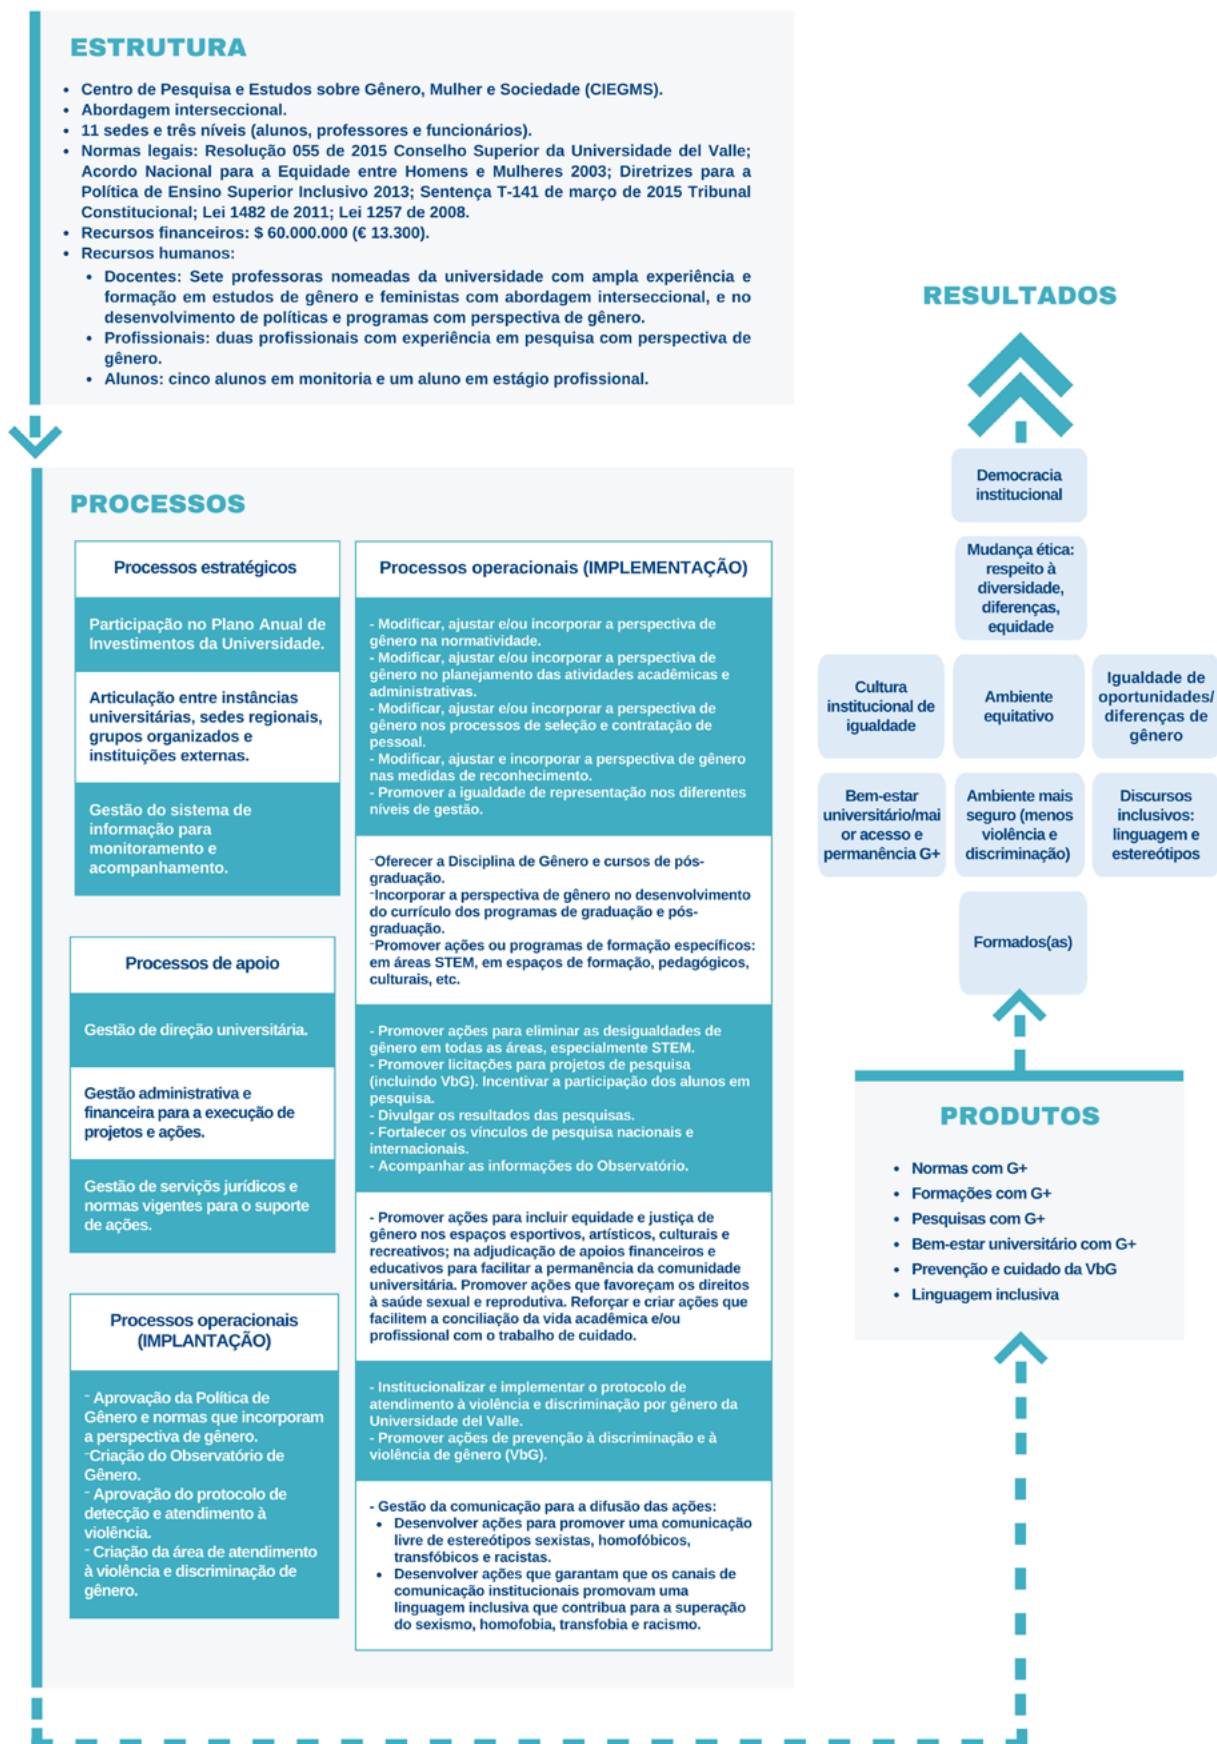 ESTRUTURA
• Centro de Pesquisa e Estudos sobre Gênero, Mulher e Sociedade (CIEGMS).
• Abordagem interseccional.
• 11 sedes e três níveis (alunos, professores e funcionários).
• Normas legais: Resolução 055 de 2015 Conselho Superior da Universidade del Valle;
Acordo Nacional para a Equidade entre Homens e Mulheres 2003; Diretrizes para a
Política de Ensino Superior Inclusivo 2013; Sentença T-141 de março de 2015 Tribunal
Constitucional; Lei 1482 de 2011; Lei 1257 de 2008.
• Recursos financeiros: $ 60.000.000 (€ 13.300).
• Recursos humanos:
• Docentes: Sete professoras nomeadas da universidade com ampla experiência e
formação em estudos de gênero e feministas com abordagem interseccional, e no
desenvolvimento de políticas e programas com perspectiva de gênero.
• Profissionais: duas profissionais com experiência em pesquisa com perspectiva de
gênero.
• Alunos: cinco alunos em monitoria e um aluno em estágio profissional.
PROCESSOS
Processos estratégicos
Participação no Plano Anual de
Investimentos da Universidade.
Articulação entre instâncias
universitárias, sedes regionais,
grupos organizados e
instituições externas.
Gestão do sistema de
informação para
monitoramento e
acompanhamento.
Processos de apoio
Gestão de direção universitária.
Gestão administrativa e
financeira para a execução de
projetos e ações.
Gestão de serviçõs jurídicos e
normas vigentes para o suporte
de ações.
Processos operacionais
(IMPLANTAÇÃO)
- Aprovação da Política de
Gênero e normas que incorporam
a perspectiva de gênero.
-Criação do Observatório de
Gênero.
- Aprovação do protocolo de
detecção e atendimento à
violência.
- Criação da área de atendimento
à violência e discriminação de
gênero.
Processos operacionais (IMPLEMENTAÇÃO)
- Modificar, ajustar e/ou incorporar a perspectiva de
gênero na normatividade.
- Modificar, ajustar e/ou incorporar a perspectiva de
gênero no planejamento das atividades acadêmicas e
administrativas.
- Modificar, ajustar e/ou incorporar a perspectiva de
gênero nos processos de seleção e contratação de
pessoal.
- Modificar, ajustar e incorporar a perspectiva de gênero
nas medidas de reconhecimento.
- Promover a igualdade de representação nos diferentes
níveis de gestão.
-Oferecer a Disciplina de Gênero e cursos de pós-
graduação.
-Incorporar a perspectiva de gênero no desenvolvimento
do currículo dos programas de graduação e pós-
graduação.
-Promover ações ou programas de formação específicos:
em áreas STEM, em espaços de formação, pedagógicos,
culturais, etc.
- Promover ações para eliminar as desigualdades de
gênero em todas as áreas, especialmente STEM.
- Promover licitações para projetos de pesquisa
(incluindo VbG). Incentivar a participação dos alunos em
pesquisa.
- Divulgar os resultados das pesquisas.
- Fortalecer os vínculos de pesquisa nacionais e
internacionais.
- Acompanhar as informações do Observatório.
- Promover ações para incluir equidade e justiça de
gênero nos espaços esportivos, artísticos, culturais e
recreativos; na adjudicação de apoios financeiros e
educativos para facilitar a permanência da comunidade
universitária. Promover ações que favoreçam os direitos
à saúde sexual e reprodutiva. Reforçar e criar ações que
facilitem a conciliação da vida acadêmica e/ou
profissional com o trabalho de cuidado.
- Institucionalizar e implementar o protocolo de
atendimento à violência e discriminação por gênero da
Universidade del Valle.
- Promover ações de prevenção à discriminação e à
violência de gênero (VbG).
- Gestão da comunicação para a difusão das ações:
• Desenvolver ações para promover uma comunicação
livre de estereótipos sexistas, homofóbicos,
transfóbicos e racistas.
• Desenvolver ações que garantam que os canais de
comunicação institucionais promovam uma
linguagem inclusiva que contribua para a superação
do sexismo, homofobia, transfobia e racismo.
RESULTADOS
Democracia
institucional
Mudança ética:
respeito à
diversidade,
diferenças,
equidade
Cultura
institucional de
igualdade
Ambiente
equitativo
Igualdade de
oportunidades/
diferenças de
gênero
Bem-estar
universitário/mai
or acesso e
permanência G+
Ambiente mais
seguro (menos
violência e
discriminação)
Discursos
inclusivos:
linguagem e
estereótipos
Formados(as)
PRODUTOS
• Normas com G+
• Formações com G+
• Pesquisas com G+
• Bem-estar universitário com G+
• Prevenção e cuidado da VbG
• Linguagem inclusiva